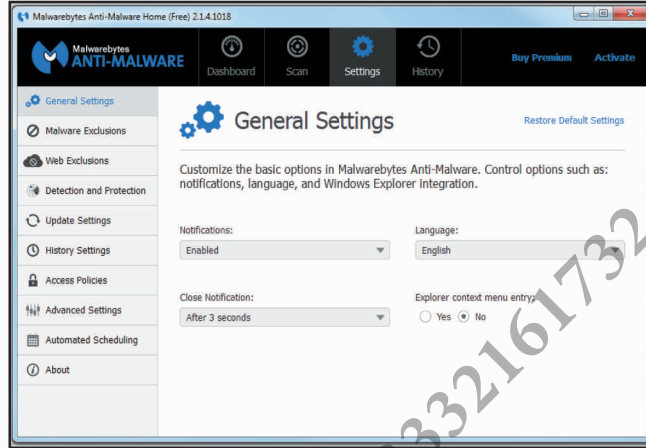 Malwarebytes Anti-Malware Home (Free) 2.1.4.1018
Malwarebytes
ANTI-MALWARE
Dashboard
Scan
Settings
History
Buy Premium
Activate
General Settings
Malware Exclusions
Web Exclusions
Detection and Protection
Update Settings
History Settings
Access Policies
Advanced Settings
Automated Scheduling
About
General Settings
Restore Default Settings
Customize the basic options in Malwarebytes Anti-Malware. Control options such as:
notifications, language, and Windows Explorer integration.
Notifications:
Enabled
Language:
English
Close Notification:
After 3 seconds
Explorer context menu entry:
Yes No
332161732